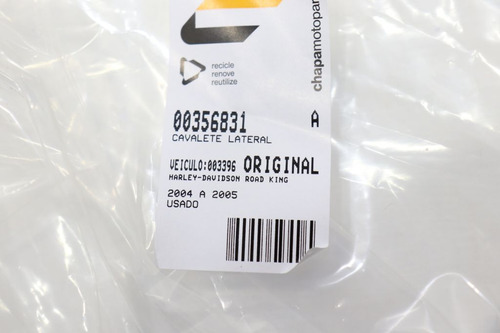 recicle
renove
reutilize
chapamotopar
00356831 A
CAVALETE LATERAL
VEICULO:003396 ORIGINAL
HARLEY-DAVIDSON ROAD KING
2004 A 2005
USADO